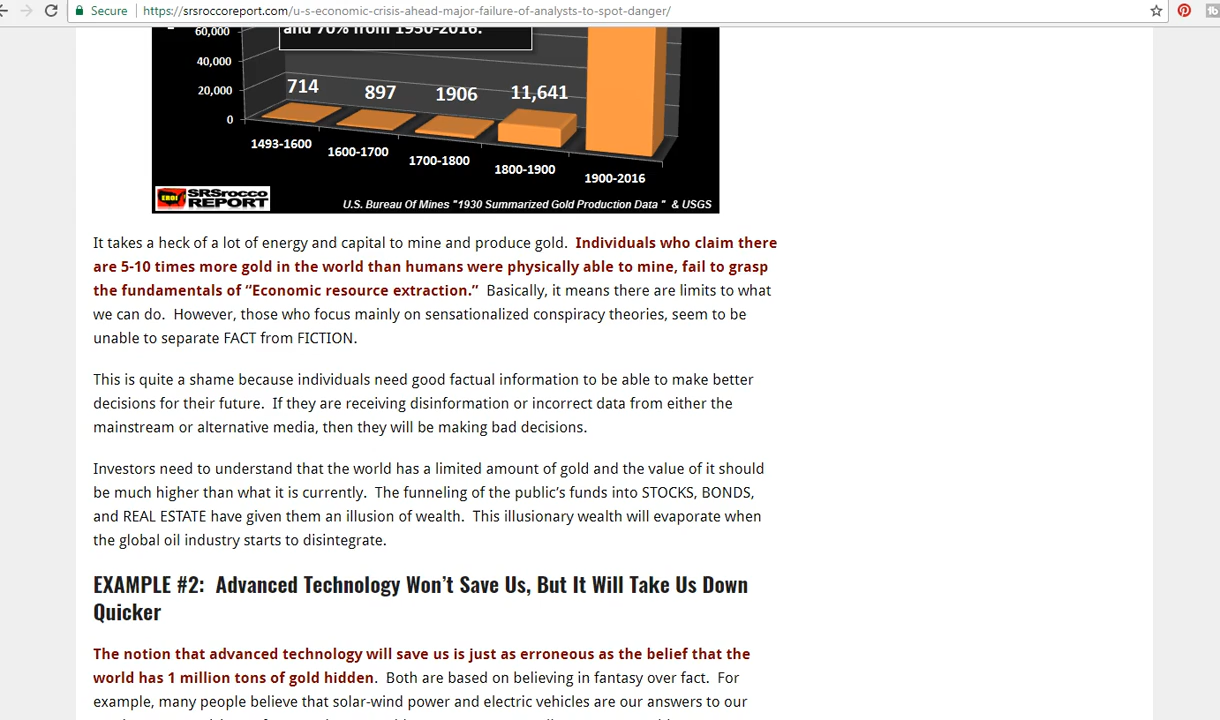 Secure
https://srsroccoreport.com/u-s-economic-crisis-ahead-major-failure-of-analysts-to-spot-danger/
60,000
and 70% from 1930-2016.
40,000
714
897
1906
11,641
20,000
0
1493-1600
1600-1700
1700-1800
1800-1900
1900-2016
EROI
SRSrocco
REPORT
U.S. Bureau Of Mines "1930 Summarized Gold Production Data " & USGS
It takes a heck of a lot of energy and capital to mine and produce gold. Individuals who claim there
are 5-10 times more gold in the world than humans were physically able to mine, fail to grasp
the fundamentals of “Economic resource extraction.” Basically, it means there are limits to what
we can do. However, those who focus mainly on sensationalized conspiracy theories, seem to be
unable to separate FACT from FICTION.
This is quite a shame because individuals need good factual information to be able to make better
decisions for their future. If they are receiving disinformation or incorrect data from either the
mainstream or alternative media, then they will be making bad decisions.
Investors need to understand that the world has a limited amount of gold and the value of it should
be much higher than what it is currently. The funneling of the public’s funds into STOCKS, BONDS,
and REAL ESTATE have given them an illusion of wealth. This illusionary wealth will evaporate when
the global oil industry starts to disintegrate.
EXAMPLE #2: Advanced Technology Won’t Save Us, But It Will Take Us Down
Quicker
The notion that advanced technology will save us is just as erroneous as the belief that the
world has 1 million tons of gold hidden. Both are based on believing in fantasy over fact. For
example, many people believe that solar-wind power and electric vehicles are our answers to our